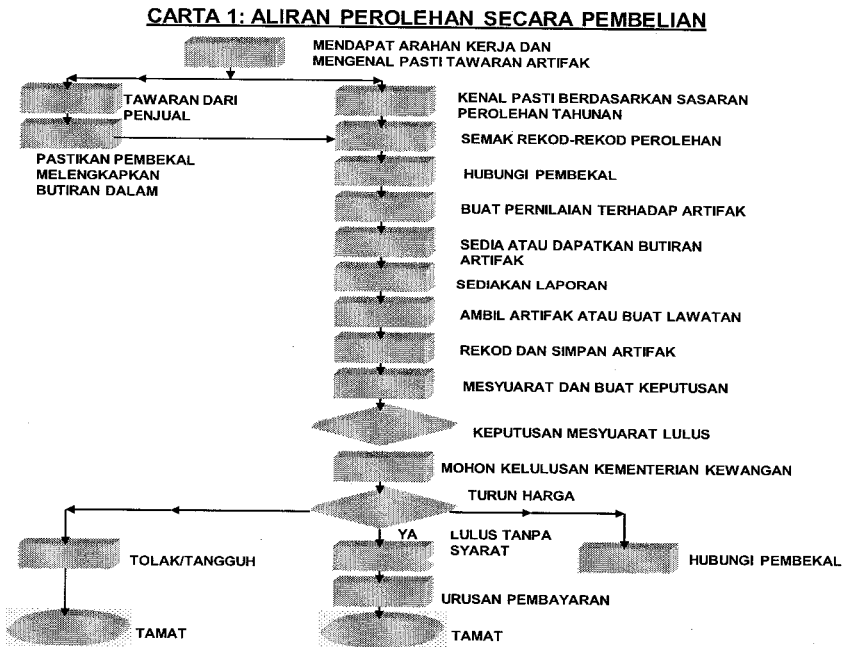 CARTA 1: ALIRAN PEROLEHAN SECARA PEMBELIAN
MENDAPAT ARAHAN KERJA DAN
MENGENAL PASTI TAWARAN ARTIFAK
TAWARAN DARI
PENJUAL
KENAL PASTI BERDASARKAN SASARAN
PEROLEHAN TAHUNAN
PASTIKAN PEMBEKAL
MELENGKAPKAN
BUTIRAN DALAM
SEMAK REKOD-REKOD PEROLEHAN
HUBUNGI PEMBEKAL
BUAT PERNILAIAN TERHADAP ARTIFAK
SEDIA ATAU DAPATKAN BUTIRAN
ARTIFAK
SEDIAKAN LAPORAN
AMBIL ARTIFAK ATAU BUAT LAWATAN
REKOD DAN SIMPAN ARTIFAK
MESYUARAT DAN BUAT KEPUTUSAN
KEPUTUSAN MESYUARAT LULUS
MOHON KELULUSAN KEMENTERIAN KEWANGAN
TURUN HARGA
YA
LULUS TANPA
SYARAT
TOLAK/TANGGUH
HUBUNGI PEMBEKAL
URUSAN PEMBAYARAN
TAMAT
TAMAT